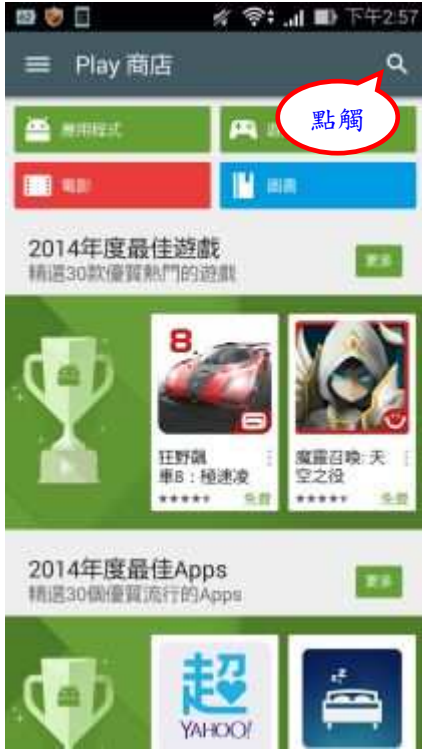 下午2:57
Play 商店
點觸
應用程式
電影
圖書
2014年度最佳遊戲
更多
精選30款優質熱門的遊戲
8
狂野飆
車8：極速凌
免費
魔靈召喚: 天
空之役
免費
2014年度最佳Apps
更多
精選30個優質流行的Apps
超
YAHOO!